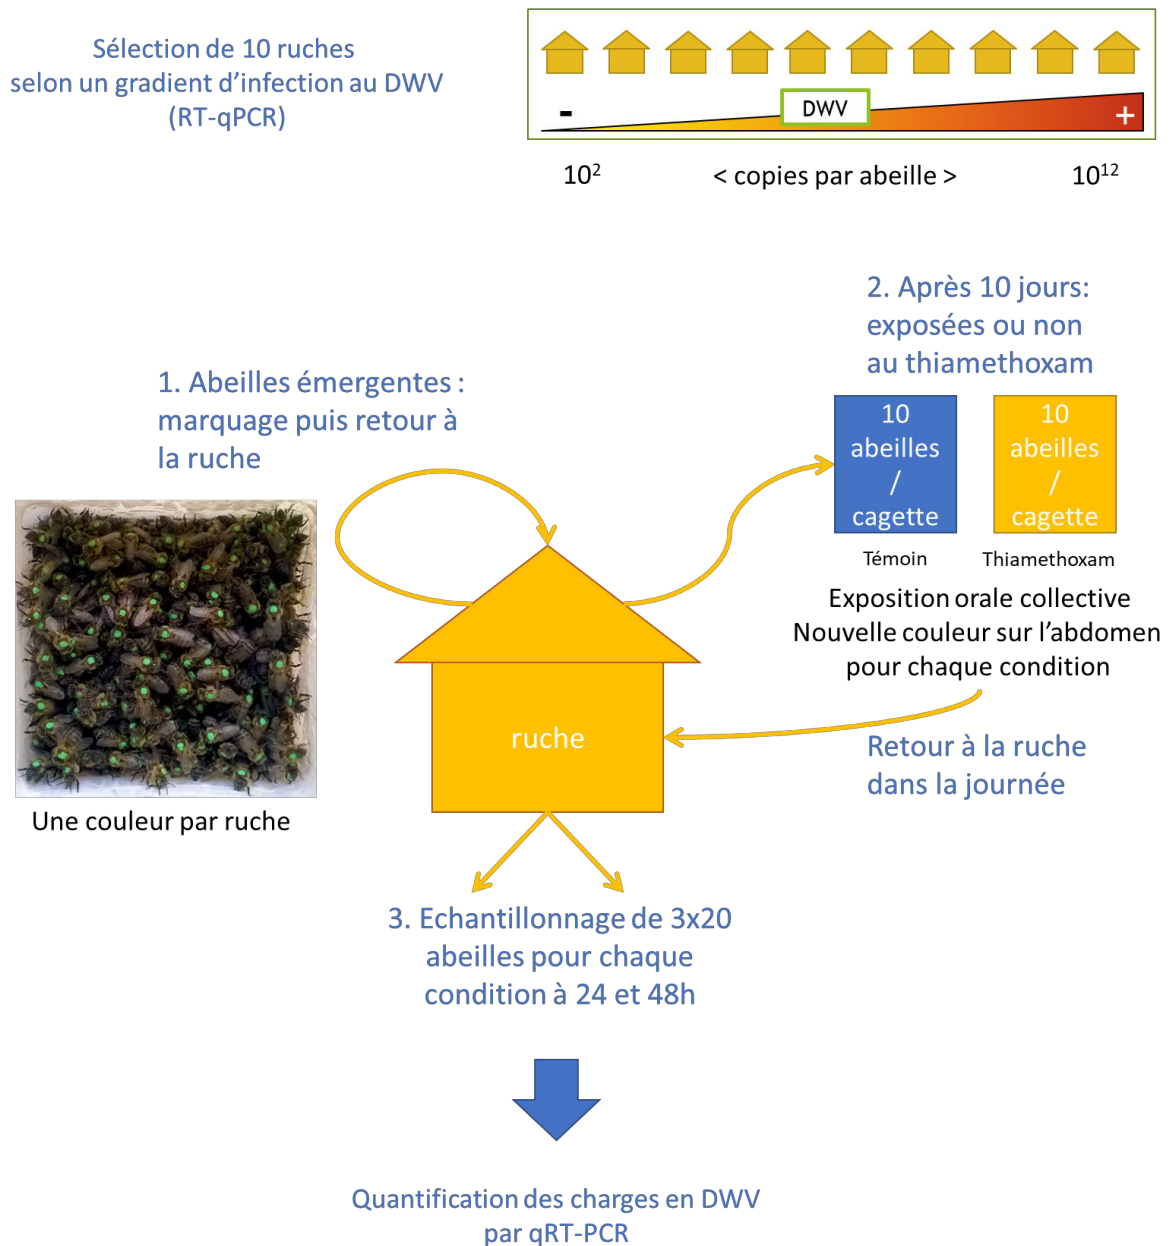 Sélection de 10 ruches
selon un gradient d'infection au DWV
(RT-qPCR)
DWV
-
+
10²
< copies par abeille >
10¹²
1. Abeilles émergentes :
marquage puis retour à
la ruche
Une couleur par ruche
2. Après 10 jours:
exposées ou non
au thiamethoxam
10
abeilles
/
cagette
10
abeilles
/
cagette
Témoin
Thiamethoxam
Exposition orale collective
Nouvelle couleur sur l'abdomen
pour chaque condition
ruche
Retour à la ruche
dans la journée
3. Echantillonnage de 3x20
abeilles pour chaque
condition à 24 et 48h
Quantification des charges en DWV
par qRT-PCR